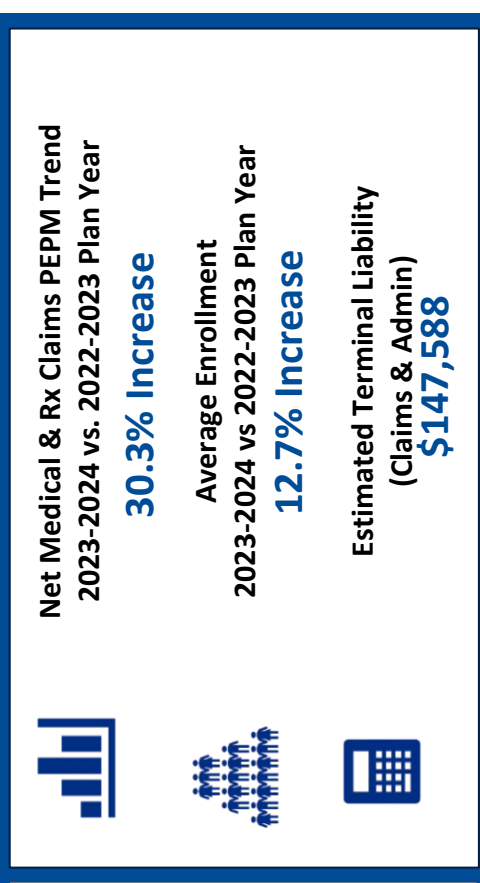 Net Medical & Rx Claims PEPM Trend
2023-2024 vs. 2022-2023 Plan Year
30.3% Increase
Average Enrollment
2023-2024 vs 2022-2023 Plan Year
12.7% Increase
Estimated Terminal Liability
(Claims & Admin)
$147,588